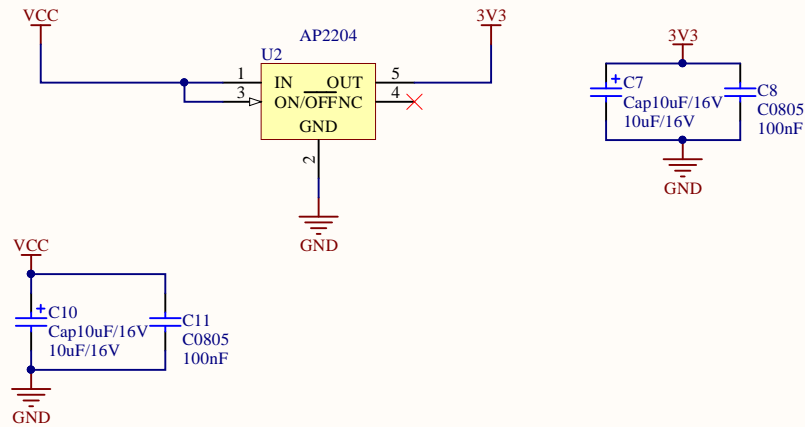 VCC
AP2204
3V3
U2
1
IN
OUT
5
3
ON/OFF
NC
4
GND
2
GND
3V3
+
C7
Cap10uF/16V
10uF/16V
C8
C0805
100nF
GND
VCC
+
C10
Cap10uF/16V
10uF/16V
C11
C0805
100nF
GND